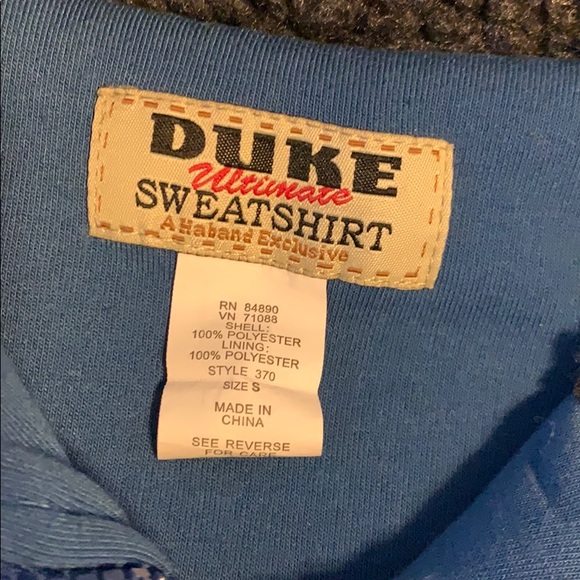 DUKE
Ultimate
SWEATSHIRT
A Haband Exclusive
RN 84890
VN 71088
SHELL:
100% POLYESTER
LINING:
100% POLYESTER
STYLE 370
SIZE S
MADE IN
CHINA
SEE REVERSE
FOR CARE